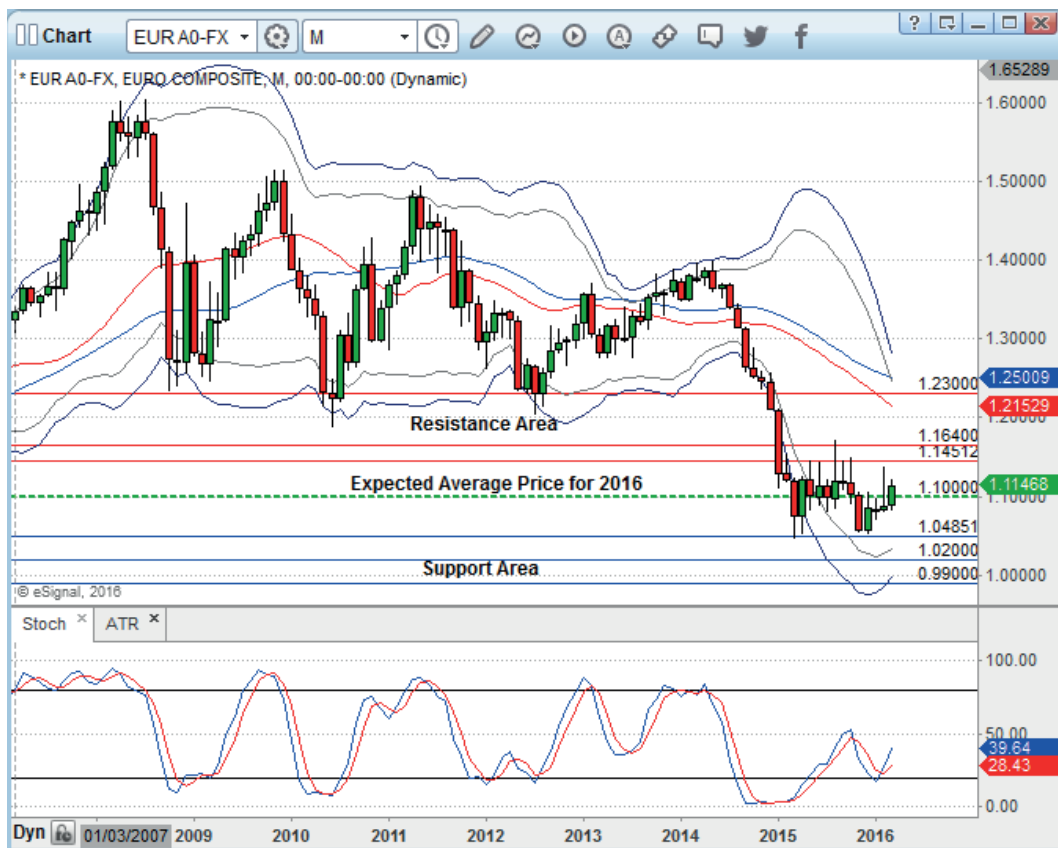 Chart EUR A0-FX M A ?
* EUR A0-FX, EURO COMPOSITE, M, 00:00-00:00 (Dynamic)
1.65289
1.60000
1.50000
1.40000
1.30000
1.25009
1.23000
1.21529
1.20000
Resistance Area
1.16400
1.14512
Expected Average Price for 2016
1.10000
1.11468
1.10000
1.04851
1.02000
Support Area
0.99000
1.00000
© eSignal, 2016
Stoch × ATR ×
100.00
50.00
39.64
28.43
0.00
Dyn 01/03/2007 2009 2010 2011 2012 2013 2014 2015 2016